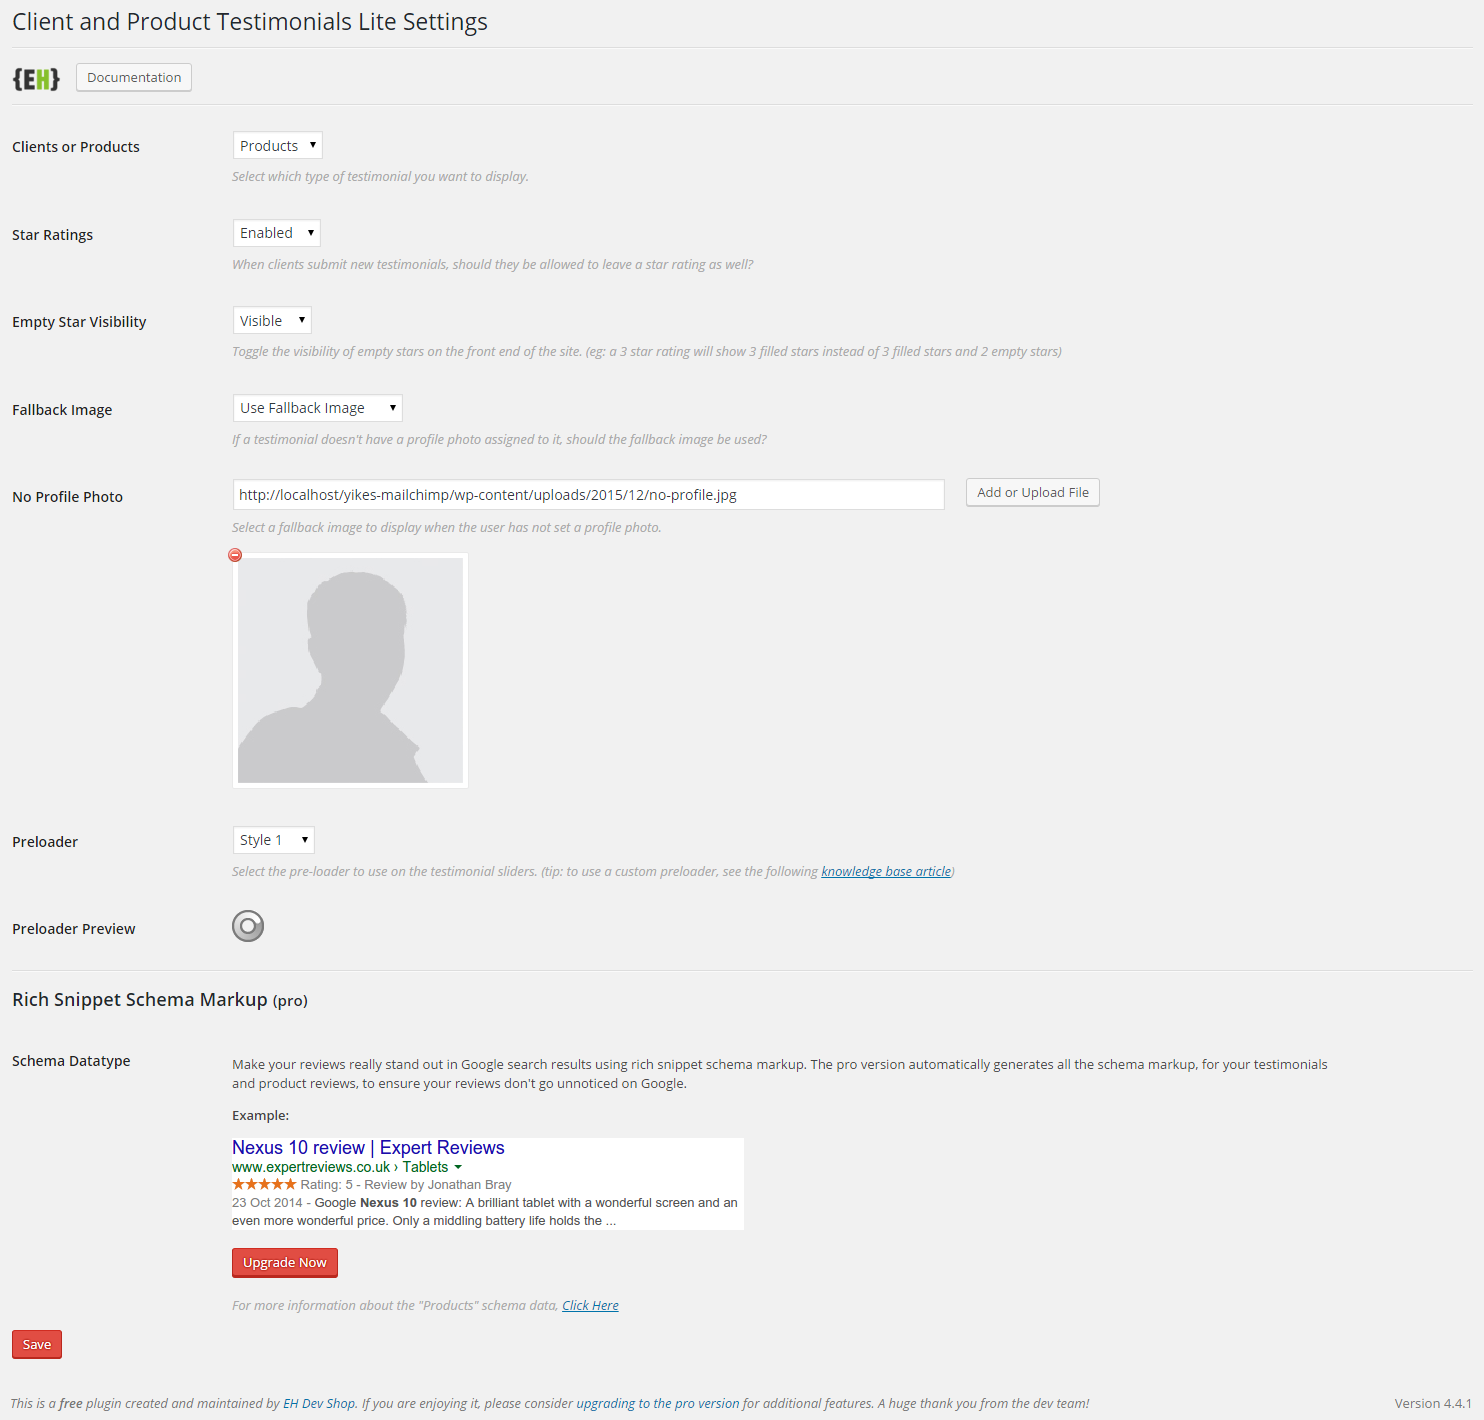 Client and Product Testimonials Lite Settings
{EH} Documentation
Clients or Products Products
Select which type of testimonial you want to display.
Star Ratings Enabled
When clients submit new testimonials, should they be allowed to leave a star rating as well?
Empty Star Visibility Visible
Toggle the visibility of empty stars on the front end of the site. (eg: a 3 star rating will show 3 filled stars instead of 3 filled stars and 2 empty stars)
Fallback Image Use Fallback Image
If a testimonial doesn't have a profile photo assigned to it, should the fallback image be used?
No Profile Photo http://localhost/yikes-mailchimp/wp-content/uploads/2015/12/no-profile.jpg Add or Upload File
Select a fallback image to display when the user has not set a profile photo.
Preloader Style 1
Select the pre-loader to use on the testimonial sliders. (tip: to use a custom preloader, see the following knowledge base article)
Preloader Preview
Rich Snippet Schema Markup (pro)
Schema Datatype Make your reviews really stand out in Google search results using rich snippet schema markup. The pro version automatically generates all the schema markup, for your testimonials
and product reviews, to ensure your reviews don't go unnoticed on Google.
Example:
Nexus 10 review | Expert Reviews
www.expertreviews.co.uk › Tablets
Rating: 5 - Review by Jonathan Bray
23 Oct 2014 - Google Nexus 10 review: A brilliant tablet with a wonderful screen and an
even more wonderful price. Only a middling battery life holds the ...
Upgrade Now
For more information about the "Products" schema data, Click Here
Save
This is a free plugin created and maintained by EH Dev Shop. If you are enjoying it, please consider upgrading to the pro version for additional features. A huge thank you from the dev team! Version 4.4.1